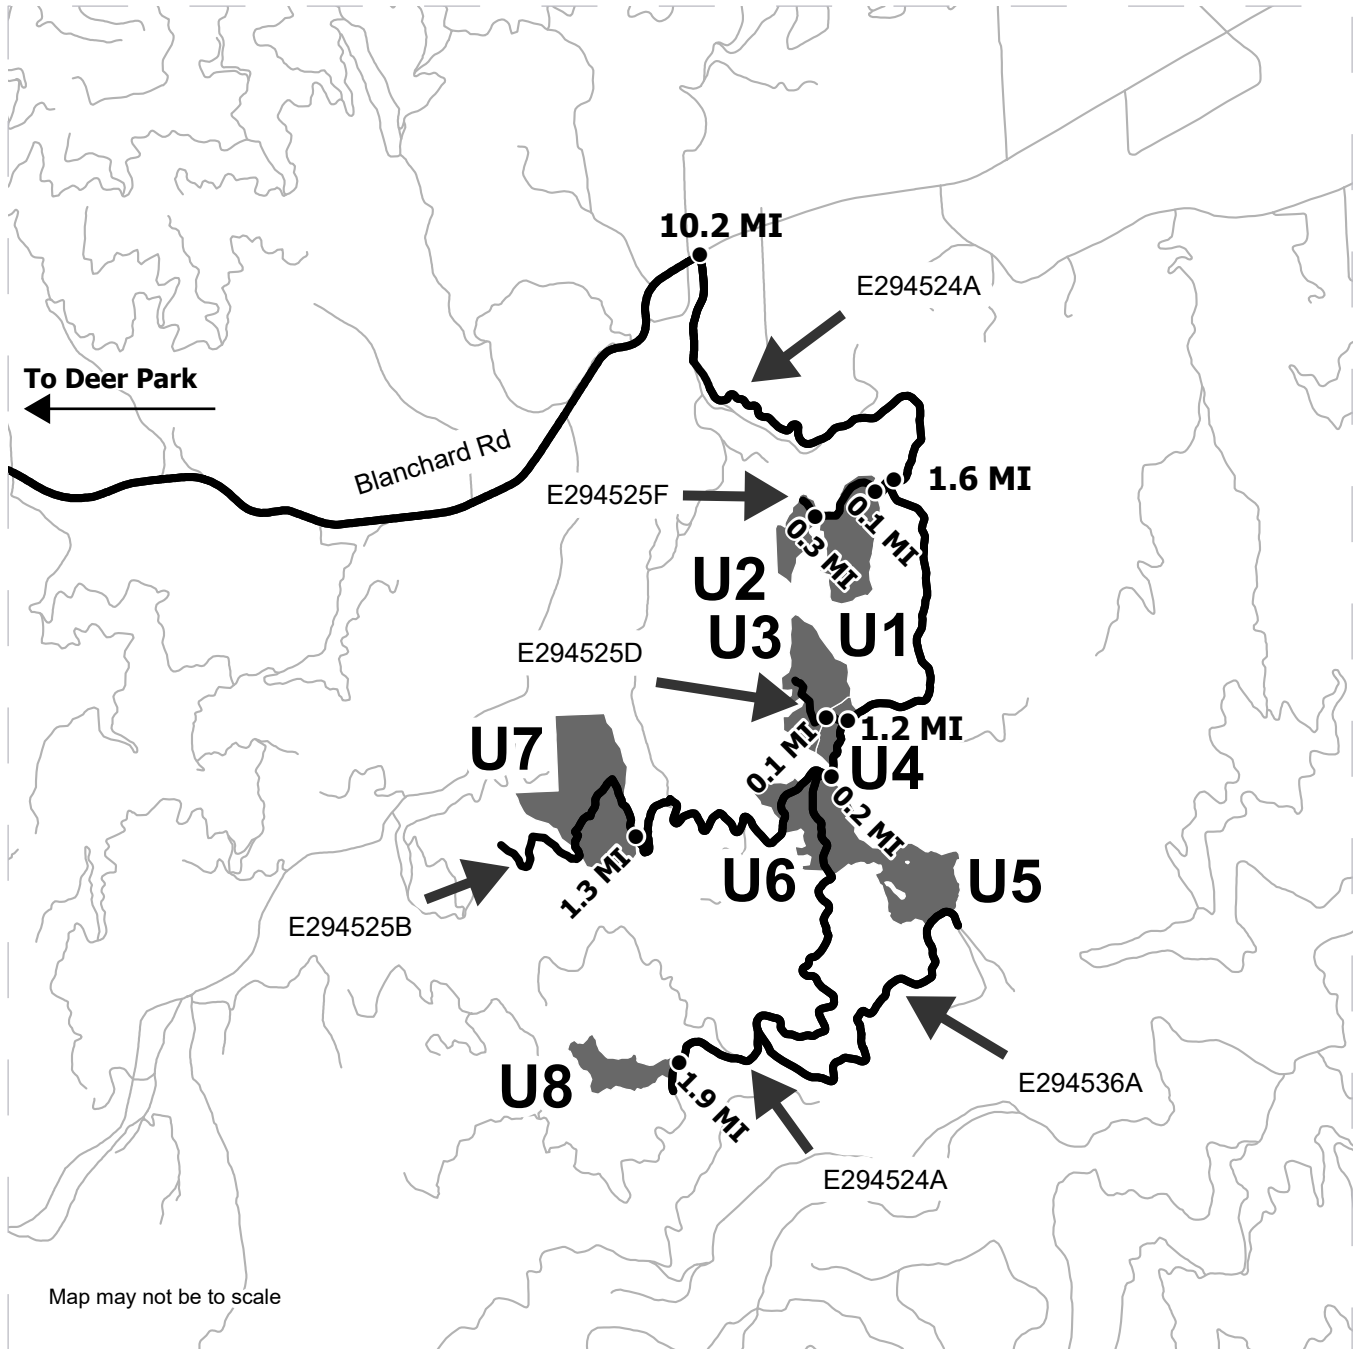 10.2 MI
E294524A
To Deer Park
Blanchard Rd
E294525F
1.6 MI
0.1 MI
0.3 MI
U2
U3
U1
E294525D
1.2 MI
0.1 MI
U7
U4
0.2 MI
U6
U5
1.3 MI
E294525B
U8
1.9 MI
E294536A
E294524A
Map may not be to scale